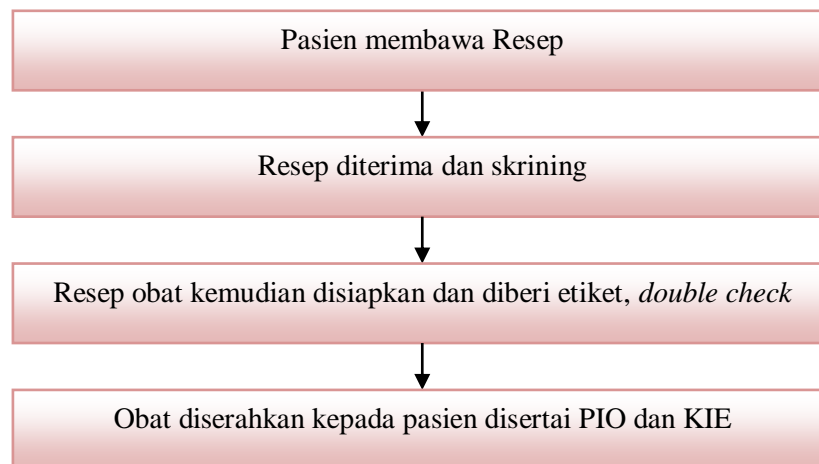 Pasien membawa Resep
Resep diterima dan skrining
Resep obat kemudian disiapkan dan diberi etiket, double check
Obat diserahkan kepada pasien disertai PIO dan KIE